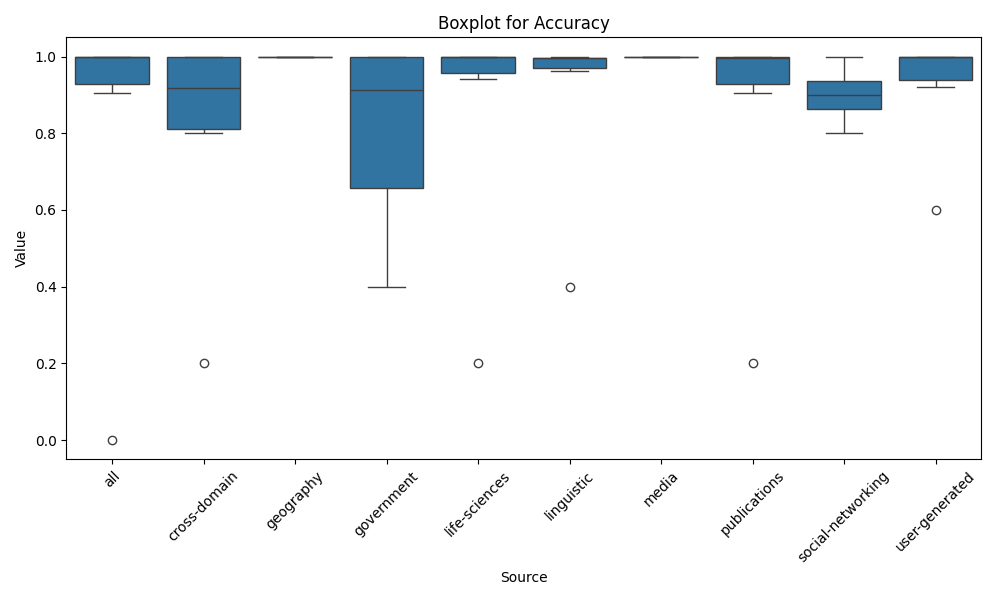 Boxplot for Accuracy
Value
1.0
0.8
0.6
0.4
0.2
0.0
all
cross-domain
geography
government
life-sciences
linguistic
media
publications
social-networking
user-generated
Source